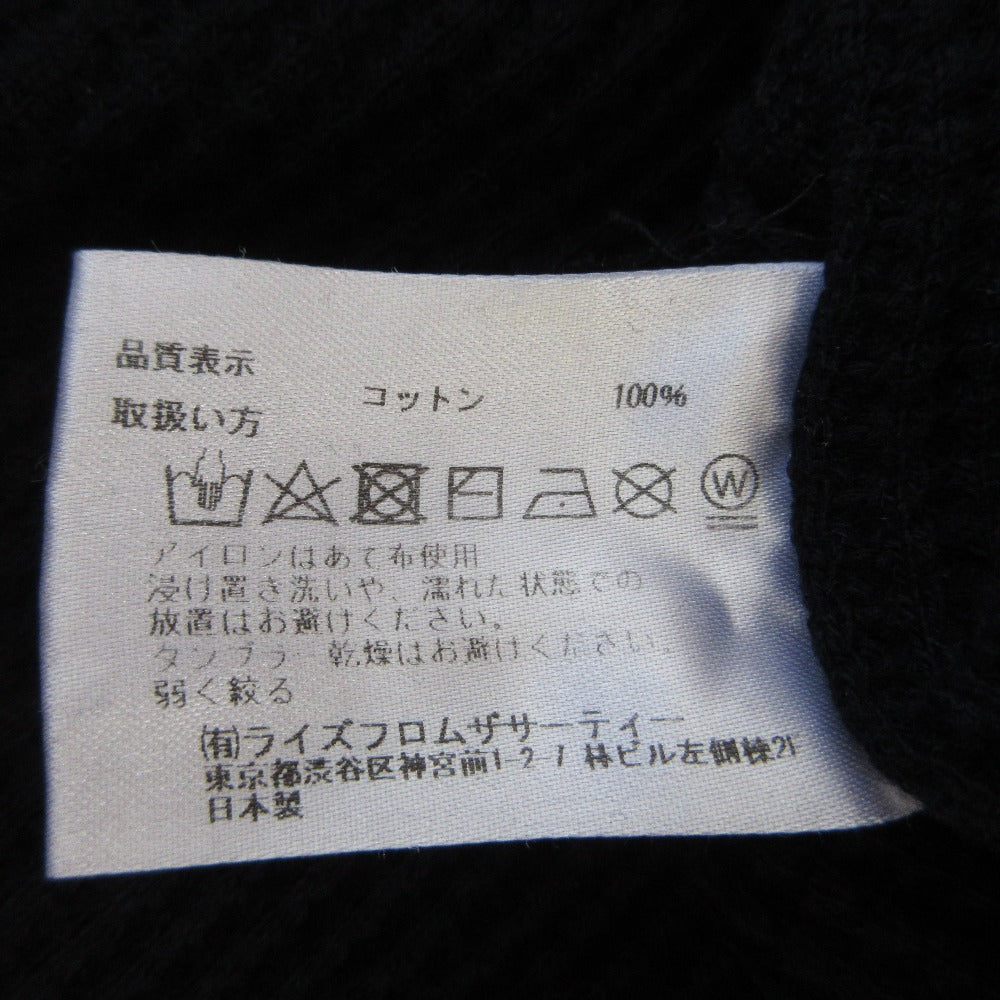 品質表示
コットン 100%
取扱い方
W
アイロンはあて布使用
浸け置き洗いや、濡れた状態での
放置はお避けください。
タンブラー乾燥はお避けください。
弱く絞る
(有)ライズフロムザサーティー
東京都渋谷区神宮前1-2-7 林ビル左側棟2F
日本製